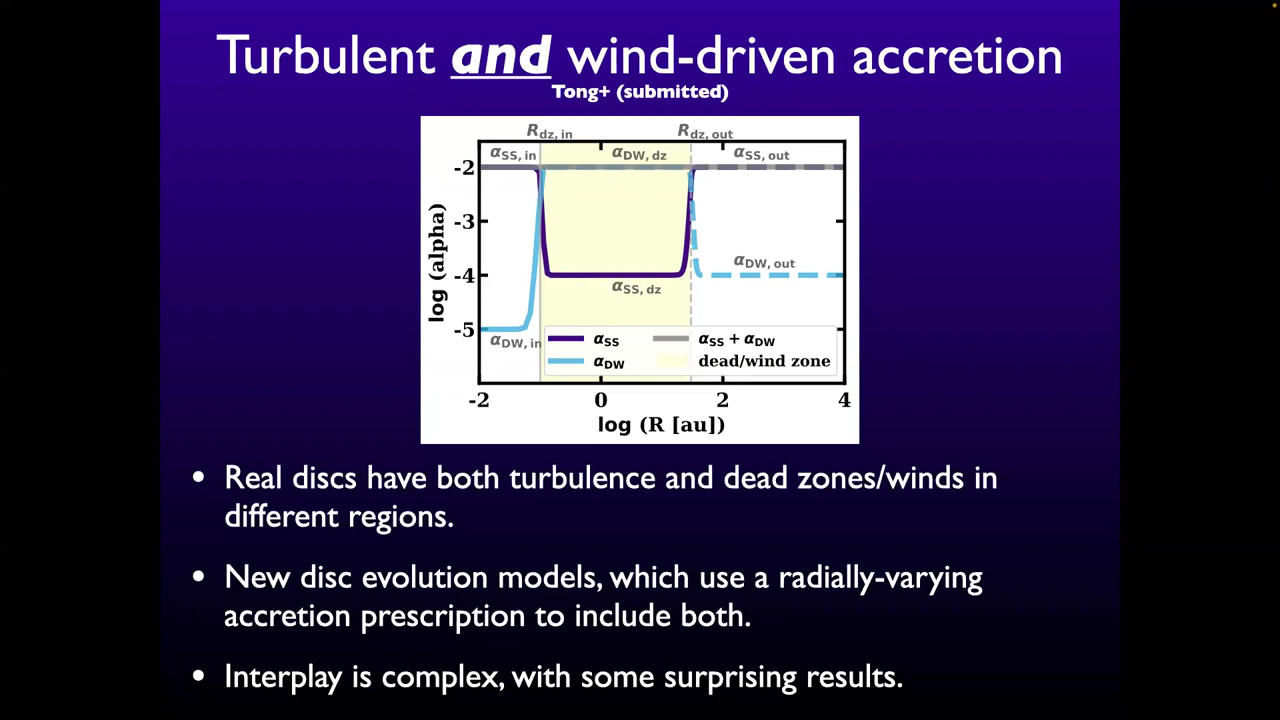 Turbulent and wind-driven accretion
Tong+ (submitted)
R_dz, in R_dz, out
α_SS, in α_DW, dz α_SS, out
-2
-3
α_DW, out
-4
α_SS, dz
-5
α_DW, in
log (alpha)
α_SS α_SS + α_DW
α_DW dead/wind zone
-2 0 2 4
log (R [au])
• Real discs have both turbulence and dead zones/winds in
different regions.
• New disc evolution models, which use a radially-varying
accretion prescription to include both.
• Interplay is complex, with some surprising results.